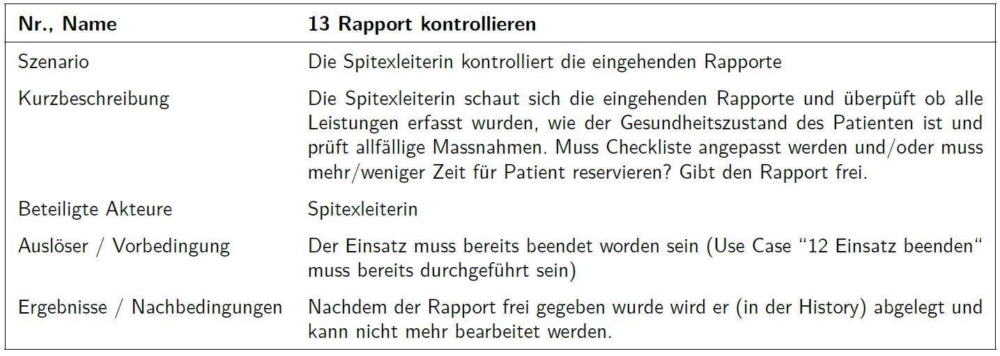 Nr., Name 13 Rapport kontrollieren
Szenario Die Spitexleiterin kontrolliert die eingehenden Rapporte
Kurzbeschreibung Die Spitexleiterin schaut sich die eingehenden Rapporte und überpüft ob alle
Leistungen erfasst wurden, wie der Gesundheitszustand des Patienten ist und
prüft allfällige Massnahmen. Muss Checkliste angepasst werden und/oder muss
mehr/weniger Zeit für Patient reservieren? Gibt den Rapport frei.
Beteiligte Akteure Spitexleiterin
Auslöser / Vorbedingung Der Einsatz muss bereits beendet worden sein (Use Case “12 Einsatz beenden“
muss bereits durchgeführt sein)
Ergebnisse / Nachbedingungen Nachdem der Rapport frei gegeben wurde wird er (in der History) abgelegt und
kann nicht mehr bearbeitet werden.